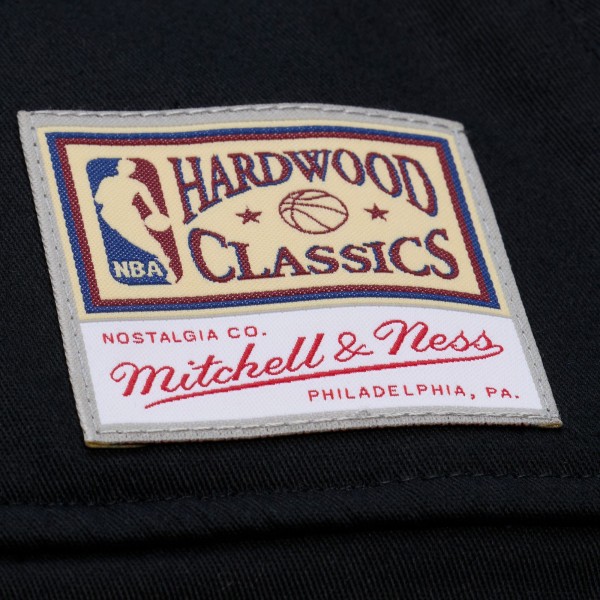 HARDWOOD
CLASSICS
NBA
NOSTALGIA CO.
Mitchell & Ness
PHILADELPHIA, PA.